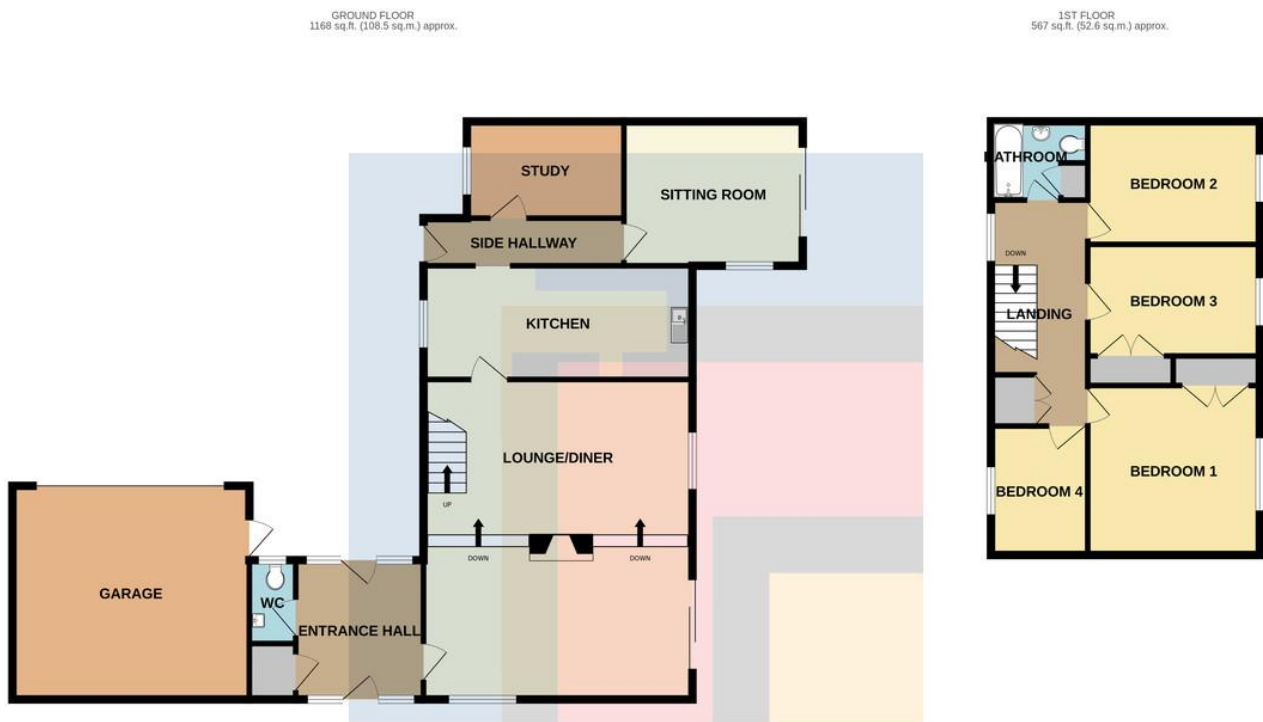 GROUND FLOOR
1168 sq.ft. (108.5 sq.m.) approx.
1ST FLOOR
567 sq.ft. (52.6 sq.m.) approx.
STUDY
SITTING ROOM
SIDE HALLWAY
KITCHEN
LOUNGE/DINER
UP
DOWN
DOWN
GARAGE
WC
ENTRANCE HALL
BATHROOM
BEDROOM 2
DOWN
BEDROOM 3
LANDING
BEDROOM 1
BEDROOM 4